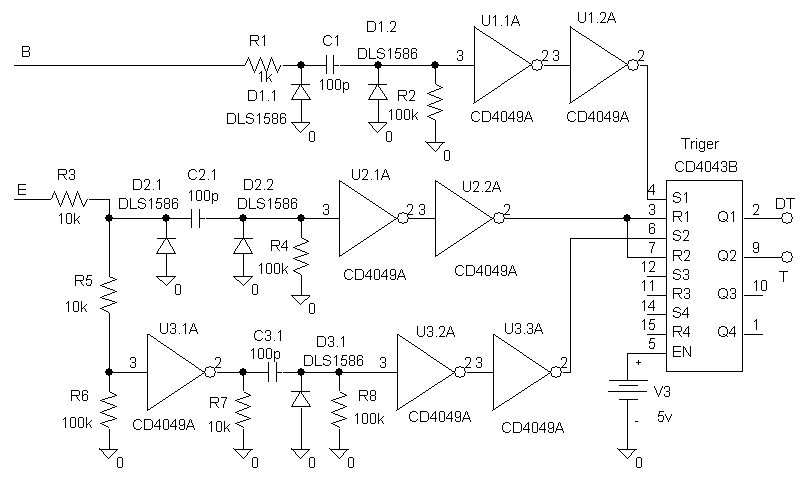 D1.2
U1.1A U1.2A
B R1 C1 DLS1586
3 2 3 2
1k 100p
D1.1 R2
DLS1586 100k CD4049A CD4049A
0 0
Triger
CD4043B
R3 D2.1 C2.1 D2.2 U2.1A U2.2A
E DLS1586 100p DLS1586
10k
3 2 3 2
4 S1
3 R1 Q1 2 DT
6 S2
7 R2 Q2 9 T
12 S3
11 R3 Q3 10
14 S4
15 R4 Q4 1
5 EN
R4
100k CD4049A CD4049A
0 0 0
R5
10k
U3.1A C3.1 D3.1 U3.2A U3.3A
100p DLS1586
3 2 3 2 3 2
R6 R7 R8
100k CD4049A 10k 100k CD4049A CD4049A
0 0 0 0
+
V3
-
5v
0